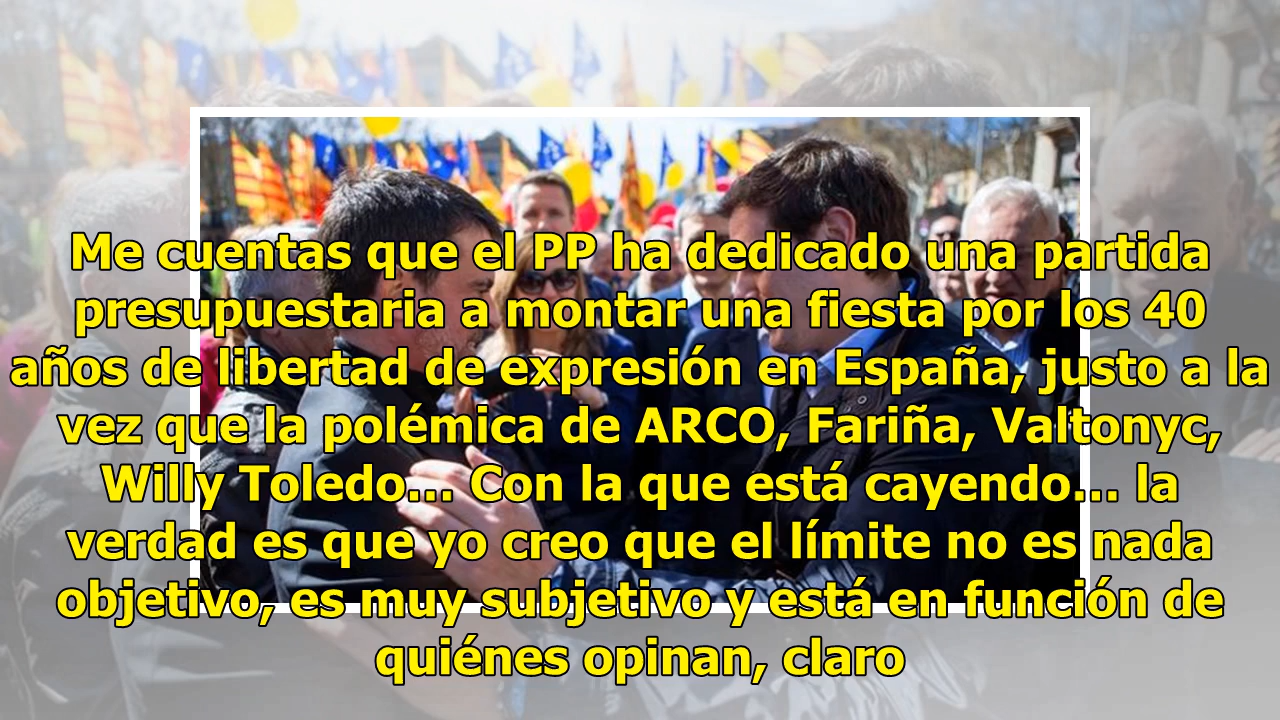 Me cuentas que el PP ha dedicado una partida
presupuestaria a montar una fiesta por los 40
años de libertad de expresión en España, justo a la
vez que la polémica de ARCO, Fariña, Valtonyc,
Willy Toledo... Con la que está cayendo... la
verdad es que yo creo que el límite no es nada
objetivo, es muy subjetivo y está en función de
quiénes opinan, claro